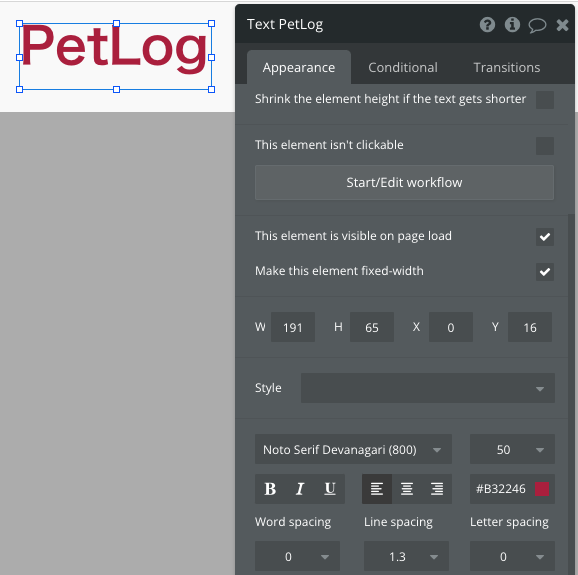 PetLog
Text PetLog
Appearance Conditional Transitions
Shrink the element height if the text gets shorter
This element isn't clickable
Start/Edit workflow
This element is visible on page load
Make this element fixed-width
W 191 H 65 X 0 Y 16
Style
Noto Serif Devanagari (800) 50
B I U #B32246
Word spacing Line spacing Letter spacing
0 1.3 0